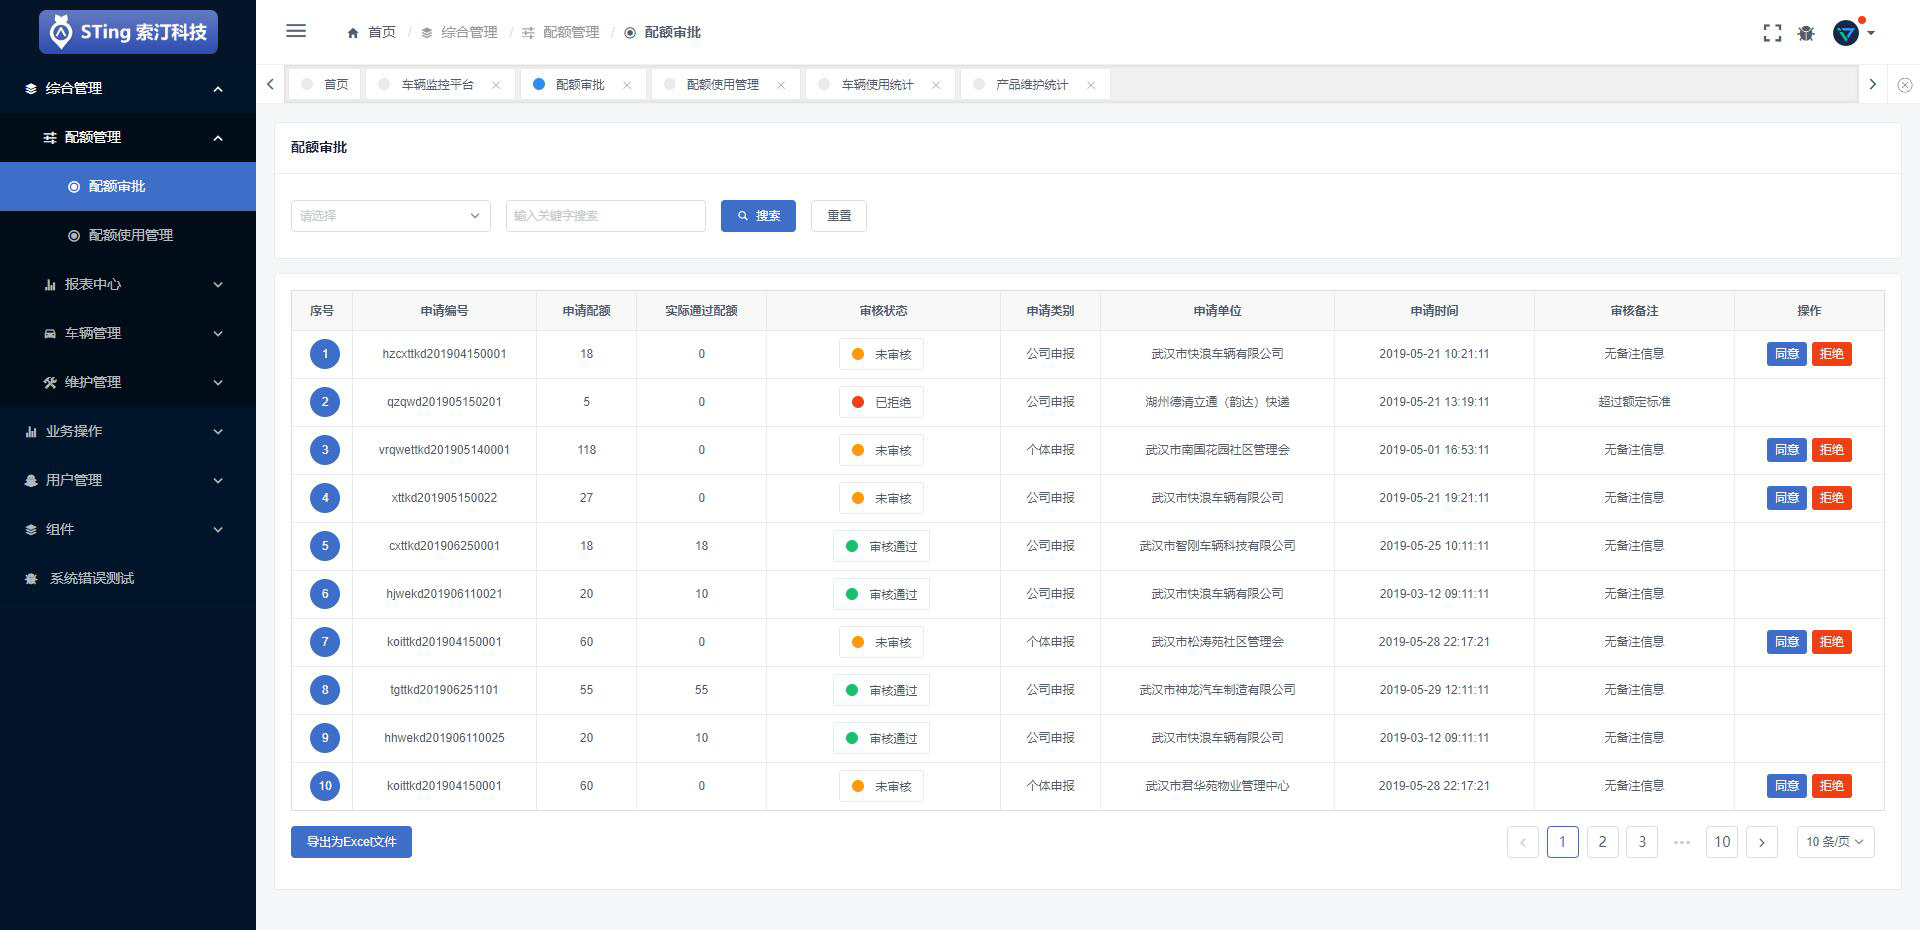 STing 索汀科技
首页 / 综合管理 / 配额管理 / 配额审批
综合管理
配额管理
配额审批
配额使用管理
报表中心
车辆管理
维护管理
业务操作
用户管理
组件
系统错误测试
首页 车辆监控平台 配额审批 配额使用管理 车辆使用统计 产品维护统计
配额审批
请选择 输入关键字搜索 搜索 重置
序号 申请编号 申请配额 实际通过配额 审核状态 申请类别 申请单位 申请时间 审核备注 操作
1 hzcxttkd201904150001 18 0 未审核 公司申报 武汉市快浪车辆有限公司 2019-05-21 10:21:11 无备注信息 同意 拒绝
2 qzqwd201905150201 5 0 已拒绝 公司申报 湖州德清立通（韵达）快递 2019-05-21 13:19:11 超过额定标准
3 vrqwettkd201905140001 118 0 未审核 个体申报 武汉市南国花园社区管理会 2019-05-01 16:53:11 无备注信息 同意 拒绝
4 xttkd201905150022 27 0 未审核 公司申报 武汉市快浪车辆有限公司 2019-05-21 19:21:11 无备注信息 同意 拒绝
5 cxttkd201906250001 18 18 审核通过 公司申报 武汉市智刚车辆科技有限公司 2019-05-25 10:11:11 无备注信息
6 hjwekd201906110021 20 10 审核通过 公司申报 武汉市快浪车辆有限公司 2019-03-12 09:11:11 无备注信息
7 koittkd201904150001 60 0 未审核 个体申报 武汉市松涛苑社区管理会 2019-05-28 22:17:21 无备注信息 同意 拒绝
8 tgttkd201906251101 55 55 审核通过 公司申报 武汉市神龙汽车制造有限公司 2019-05-29 12:11:11 无备注信息
9 hhwekd201906110025 20 10 审核通过 公司申报 武汉市快浪车辆有限公司 2019-03-12 09:11:11 无备注信息
10 koittkd201904150001 60 0 未审核 个体申报 武汉市君华苑物业管理中心 2019-05-28 22:17:21 无备注信息 同意 拒绝
导出为Excel文件
1 2 3 ••• 10 10 条/页